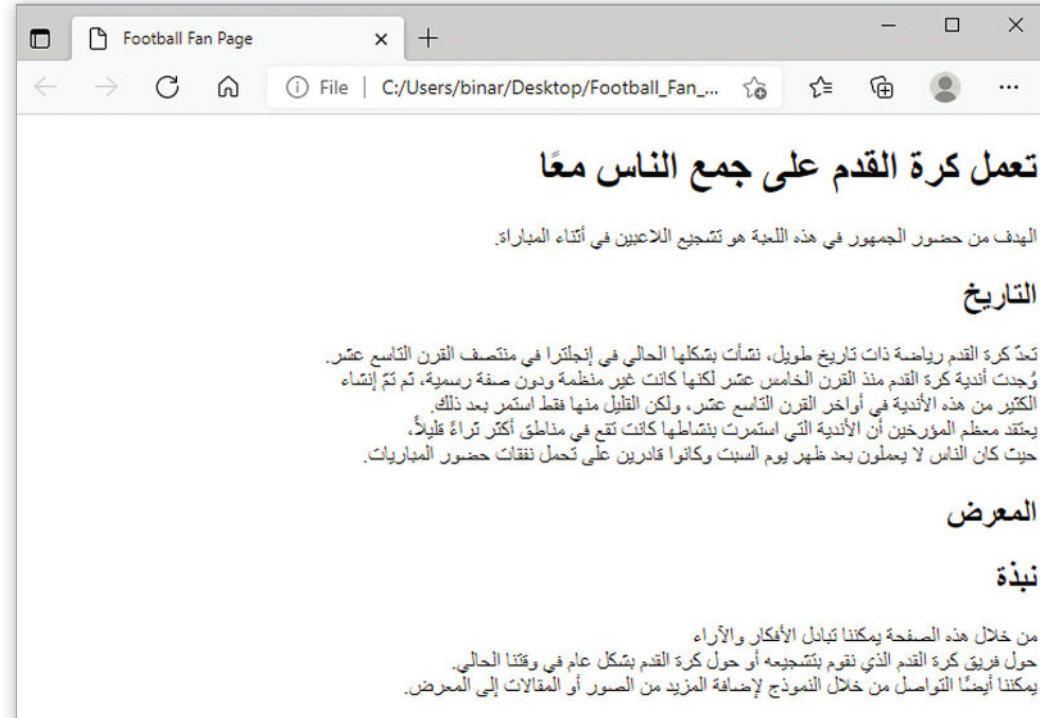 Football Fan Page
File | C:/Users/binar/Desktop/Football_Fan_...
تعمل كرة القدم على جمع الناس معًا
الهدف من حضور الجمهور في هذه اللعبة هو تشجيع اللاعبين في أثناء المباراة.
التاريخ
تعدّ كرة القدم رياضة ذات تاريخ طويل، نشأت بشكلها الحالي في إنجلترا في منتصف القرن التاسع عشر.
وُجدت أندية كرة القدم منذ القرن الخامس عشر لكنها كانت غير منظمة ودون صفة رسمية، ثم تمّ إنشاء
الكثير من هذه الأندية في أواخر القرن التاسع عشر، ولكن القليل منها فقط استمر بعد ذلك.
يعتقد معظم المؤرخين أن الأندية التي استمرت بنشاطها كانت تقع في مناطق أكثر ثراءً قليلاً،
حيث كان الناس لا يعملون بعد ظهر يوم السبت وكانوا قادرين على تحمل نفقات حضور المباريات.
المعرض
نبذة
من خلال هذه الصفحة يمكننا تبادل الأفكار والآراء
حول فريق كرة القدم الذي نقوم بتشجيعه أو حول كرة القدم بشكل عام في وقتنا الحالي.
يمكننا أيضًا التواصل من خلال النموذج لإضافة المزيد من الصور أو المقالات إلى المعرض.